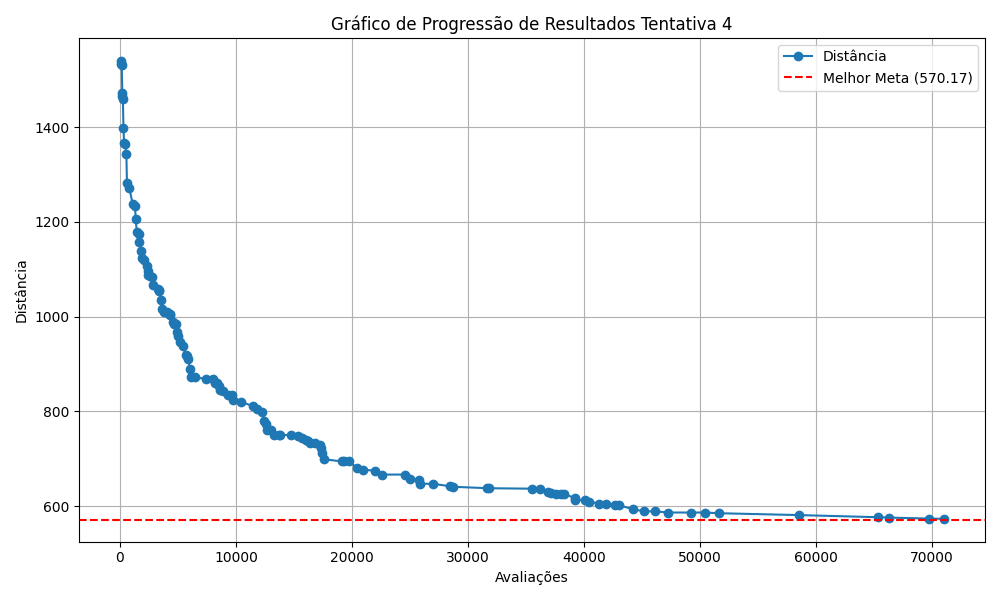 Gráfico de Progressão de Resultados Tentativa 4
Distância
Melhor Meta (570.17)
1400
1200
1000
800
600
Distância
0 10000 20000 30000 40000 50000 60000 70000
Avaliações